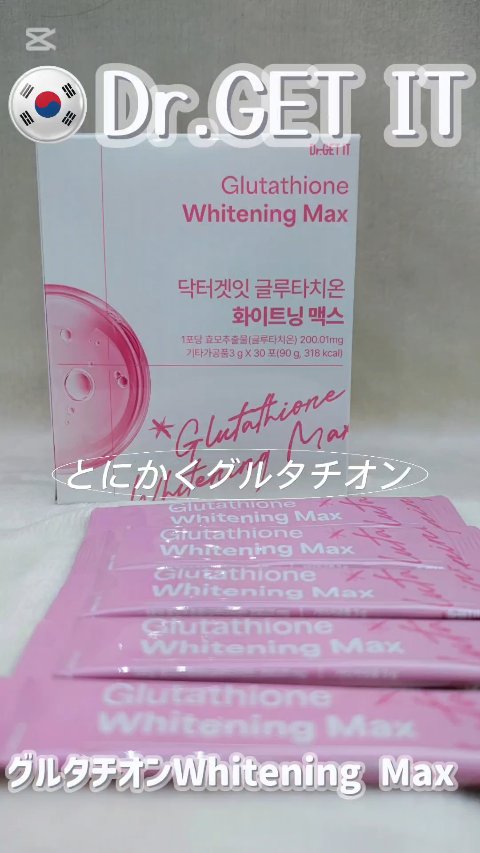 Dr.GET IT
Dr.GET IT
Glutathione
Whitening Max
닥터겟잇 글루타치온
화이트닝 맥스
1포당 효모추출물(글루타치온) 200.01mg
기타가공품3 g X 30 포(90 g, 318 kcal)
Glutathione
Whitening Max
とにかくグルタチオン
Glutathione
Whitening Max
Glutathione
Whitening Max
Glutathione
Whitening Max
Glutathione
Whitening Max
Glutathione
Whitening Max
グルタチオンWhitening Max